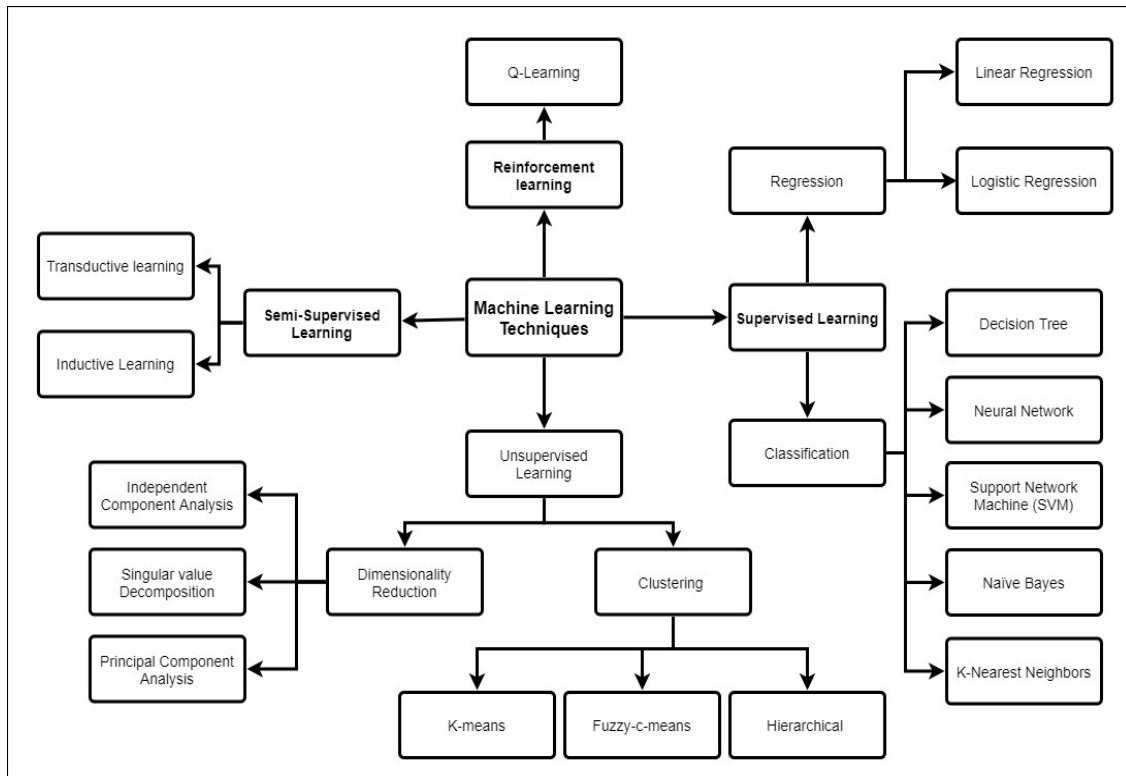 Q-Learning
Linear Regression
Reinforcement
learning
Regression
Logistic Regression
Transductive learning
Semi-Supervised
Learning
Machine Learning
Techniques
Supervised Learning
Decision Tree
Inductive Learning
Neural Network
Unsupervised
Learning
Classification
Independent
Component Analysis
Support Network
Machine (SVM)
Singular value
Decomposition
Dimensionality
Reduction
Clustering
Naïve Bayes
Principal Component
Analysis
K-Nearest Neighbors
K-means
Fuzzy-c-means
Hierarchical